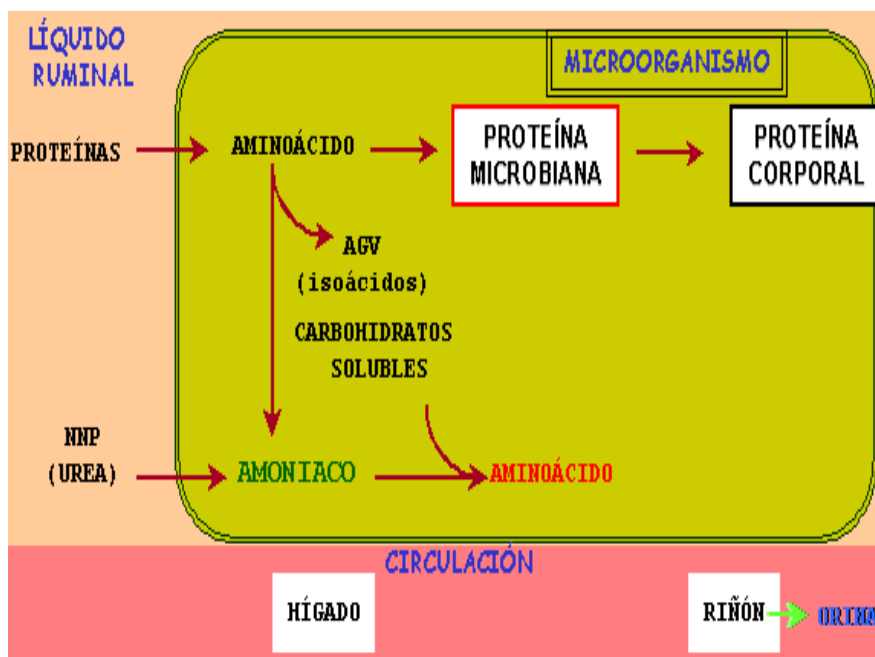 LÍQUIDO
RUMINAL
MICROORGANISMO
PROTEÍNAS
AMINOÁCIDO
PROTEÍNA
MICROBIANA
PROTEÍNA
CORPORAL
AGV
(isoácidos)
CARBOHIDRATOS
SOLUBLES
NNP
(UREA)
AMONIACO
AMINOÁCIDO
CIRCULACIÓN
HÍGADO
RIÑÓN
ORINA